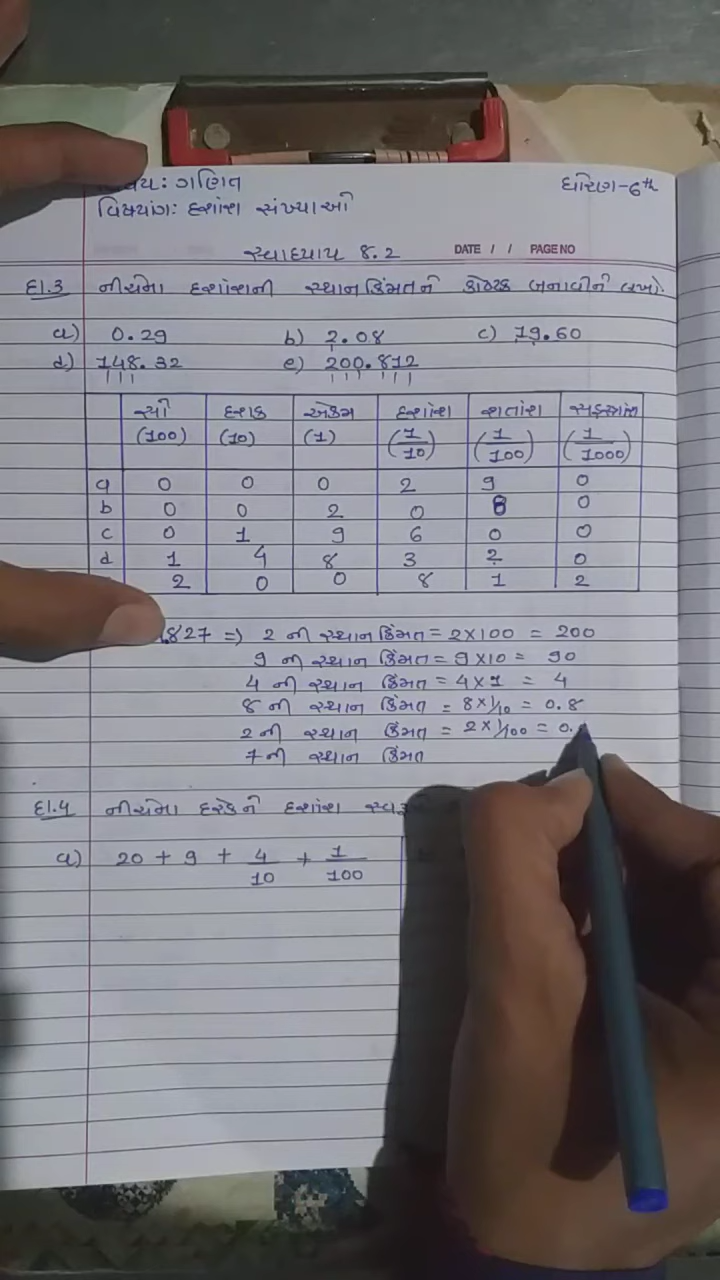 ષય: ગણિત
ધોરણ-6th
વિષયાંગ: દશાંશ સંખ્યાઓ
સ્વાધ્યાય 8.2
DATE / / PAGE NO
દા.3 નીચેના દશાંશની સ્થાન કિંમતને કોષ્ટક બનાવીને લખો.
a) 0.29 b) 2.08 c) 19.60
d) 148.32 e) 200.812
સો દશક એકમ દશાંશ શતાંશ સહસ્ત્રાંશ
(100) (10) (1) (1/10) (1/100) (1/1000)
a 0 0 0 2 9 0
b 0 0 2 0 8 0
c 0 1 9 6 0 0
d 1 4 8 3 2 0
2 0 0 8 1 2
.827 => 2 ની સ્થાન કિંમત = 2×100 = 200
9 ની સ્થાન કિંમત = 9×10 = 90
4 ની સ્થાન કિંમત = 4×1 = 4
8 ની સ્થાન કિંમત = 8×1/10 = 0.8
2 ની સ્થાન કિંમત = 2×1/100 = 0.
7 ની સ્થાન કિંમત
દા.4 નીચેના દરેકને દશાંશ
a) 20 + 9 + 4/10 + 1/100